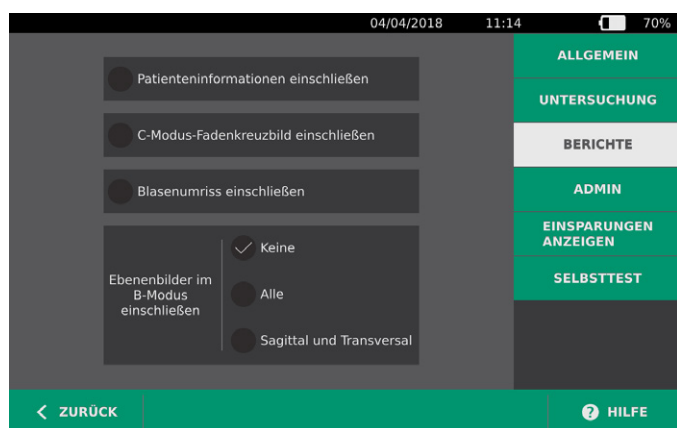 04/04/2018 11:14 70%
Patienteninformationen einschließen
C-Modus-Fadenkreuzbild einschließen
Blasenumriss einschließen
Ebenenbilder im
B-Modus
einschließen
Keine
Alle
Sagittal und Transversal
ALLGEMEIN
UNTERSUCHUNG
BERICHTE
ADMIN
EINSPARUNGEN
ANZEIGEN
SELBSTTEST
ZURÜCK
? HILFE